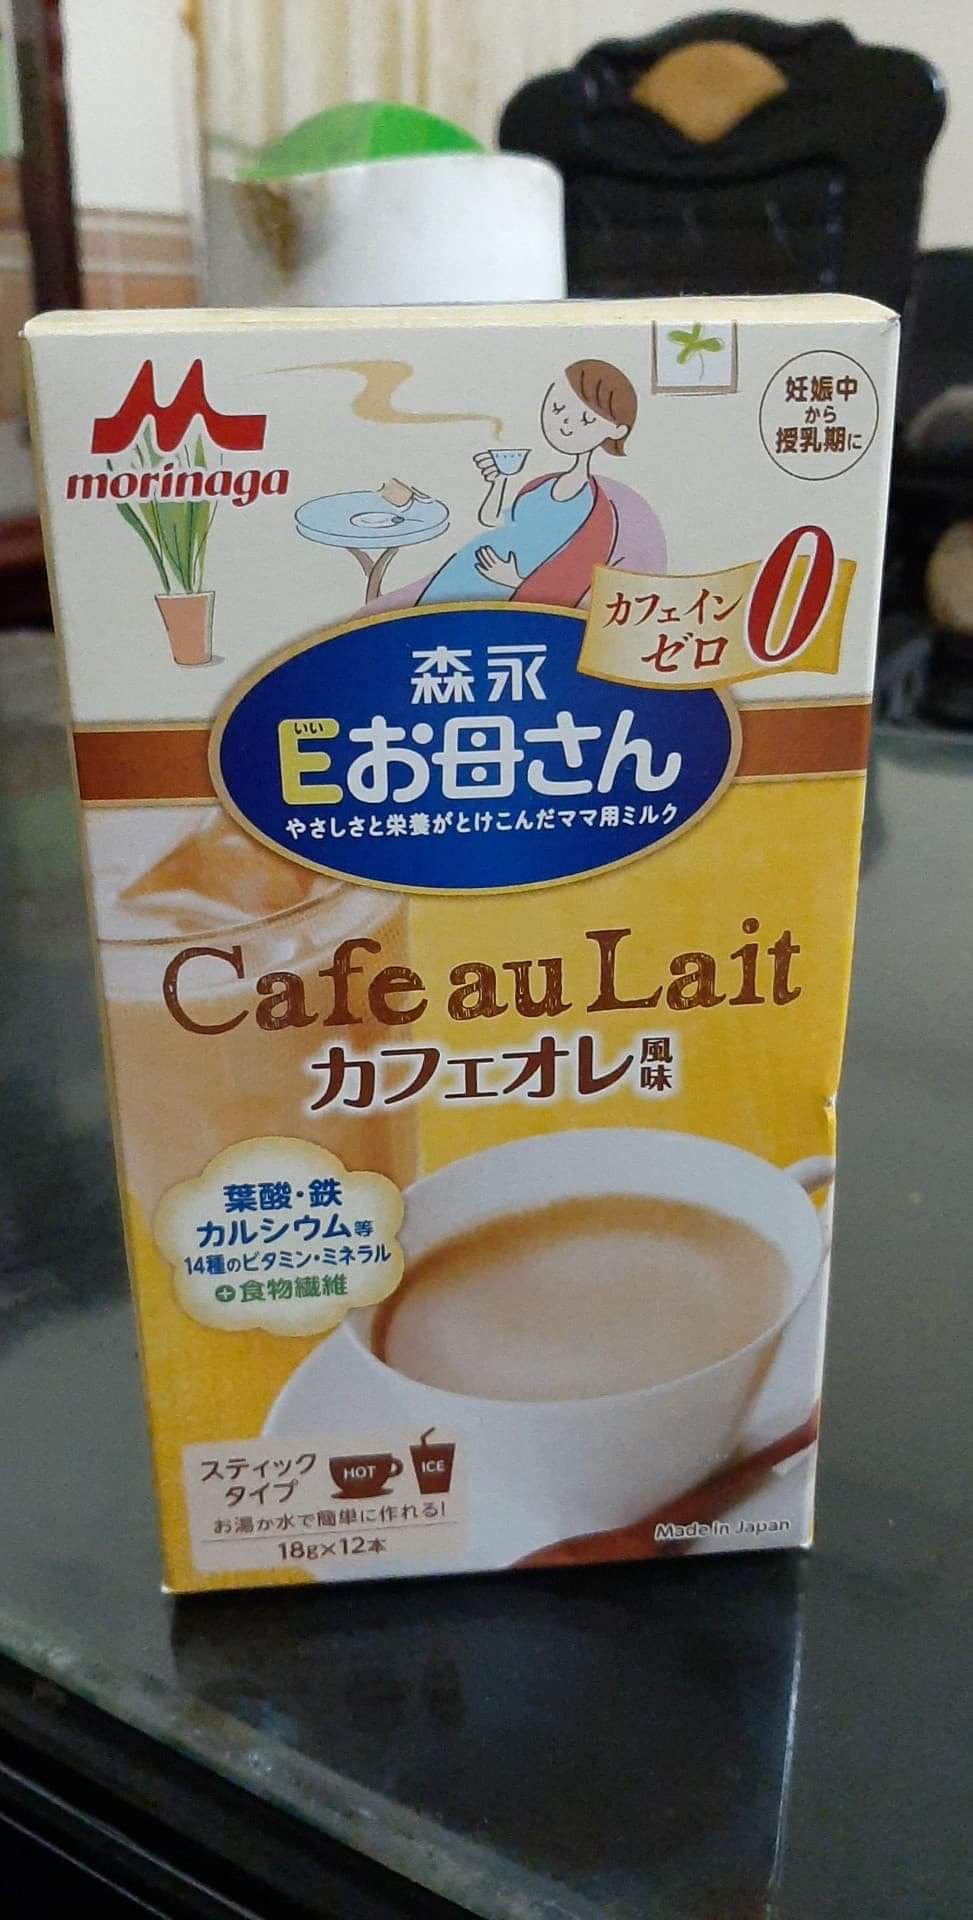 morinaga
妊娠中
から
授乳期に
カフェイン
ゼロ
0
森永
いい
Eお母さん
やさしさと栄養がとけこんだママ用ミルク
Cafe au Lait
カフェオレ風味
葉酸・鉄
カルシウム等
14種のビタミン・ミネラル
+食物繊維
スティック
タイプ
HOT
ICE
お湯か水で簡単に作れる!
18g×12本
Made In Japan